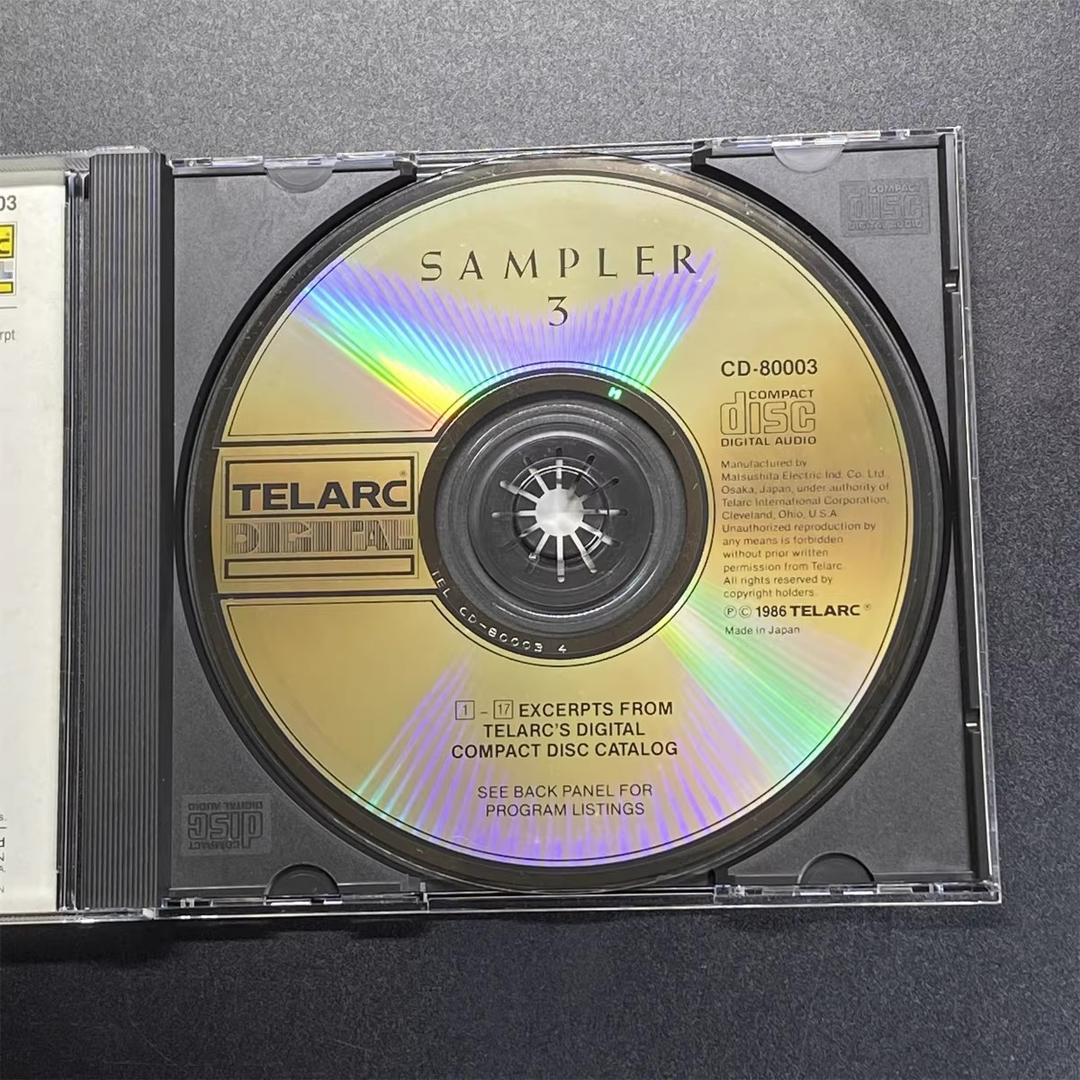 03
C
L
rpt
SAMPLER
3
CD-80003
COMPACT
disc
DIGITAL AUDIO
TELARC®
DIGITAL
Manufactured by
Matsushita Electric Ind. Co. Ltd.
Osaka, Japan, under authority of
Telarc International Corporation,
Cleveland, Ohio, U.S.A.
Unauthorized reproduction by
any means is forbidden
without prior written
permission from Telarc.
All rights reserved by
copyright holders.
Ⓟ © 1986 TELARC®
Made in Japan
TEL CD-80003 4
1 – 17 EXCERPTS FROM
TELARC'S DIGITAL
COMPACT DISC CATALOG
SEE BACK PANEL FOR
PROGRAM LISTINGS
COMPACT
disc
DIGITAL AUDIO
COMPACT
disc
DIGITAL AUDIO